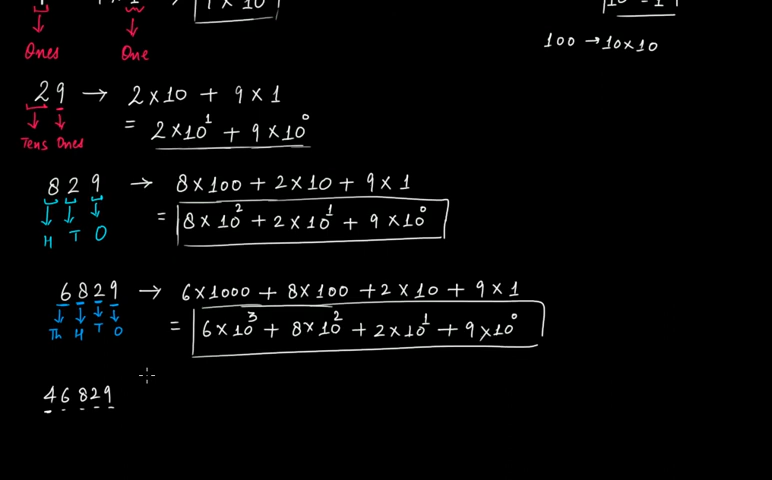 Ones One
100 → 10 × 10
29 → 2 × 10 + 9 × 1
= 2 × 10¹ + 9 × 10⁰
Tens Ones
829 → 8 × 100 + 2 × 10 + 9 × 1
= 8 × 10² + 2 × 10¹ + 9 × 10⁰
H T O
6829 → 6 × 1000 + 8 × 100 + 2 × 10 + 9 × 1
= 6 × 10³ + 8 × 10² + 2 × 10¹ + 9 × 10⁰
Th H T O
46829